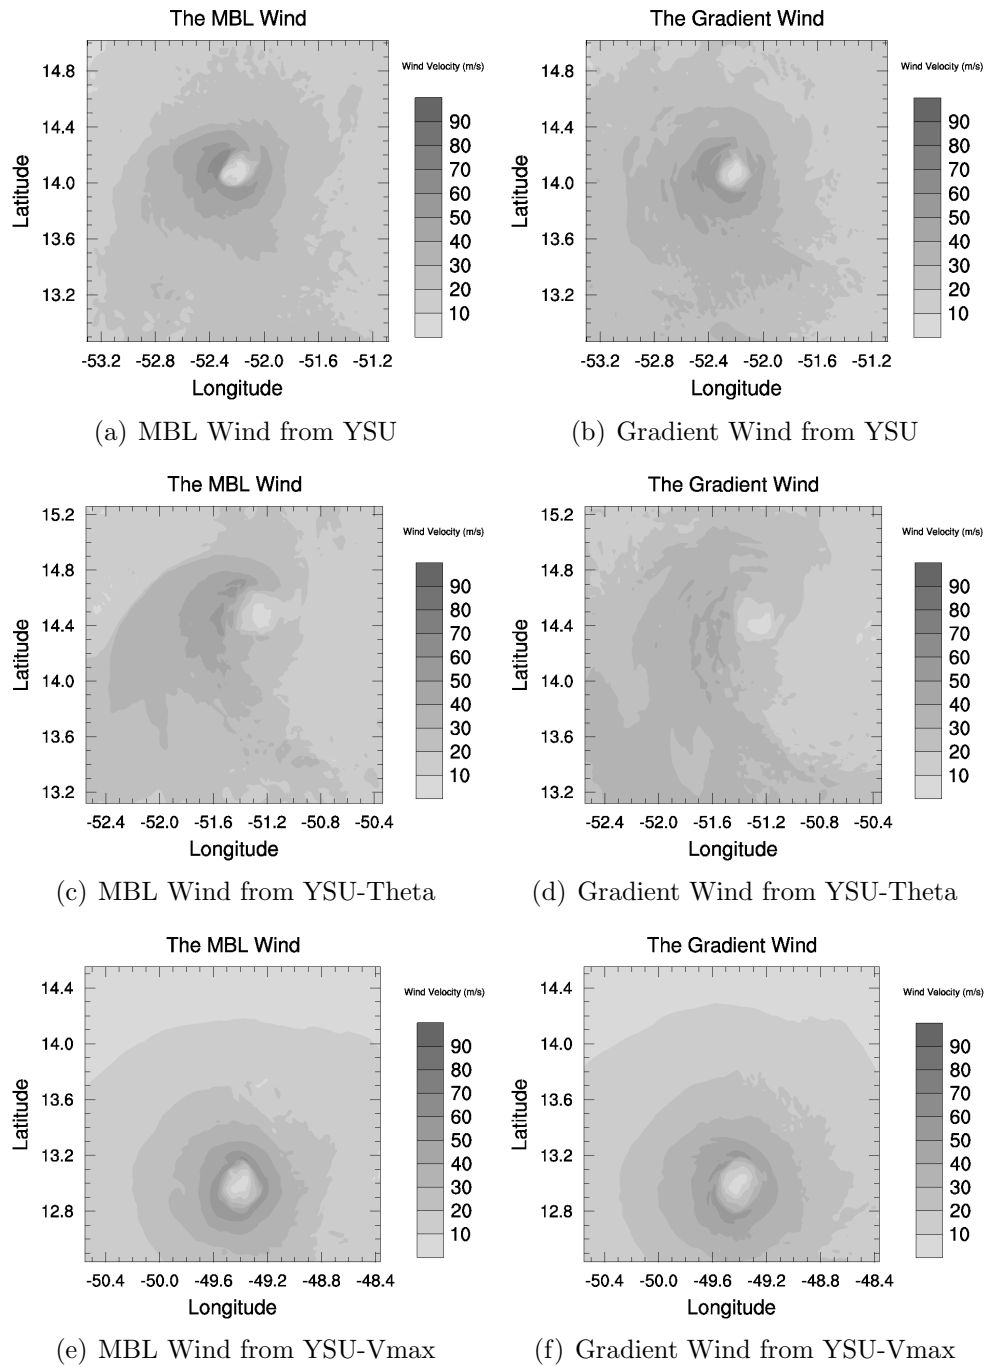 The MBL Wind
The Gradient Wind
Wind Velocity (m/s)
Wind Velocity (m/s)
14.8
14.4
14.0
13.6
13.2
Latitude
90
80
70
60
50
40
30
20
10
-53.2 -52.8 -52.4 -52.0 -51.6 -51.2
Longitude
14.8
14.4
14.0
13.6
13.2
Latitude
90
80
70
60
50
40
30
20
10
-53.2 -52.8 -52.4 -52.0 -51.6 -51.2
Longitude
(a) MBL Wind from YSU
(b) Gradient Wind from YSU
The MBL Wind
The Gradient Wind
Wind Velocity (m/s)
Wind Velocity (m/s)
15.2
14.8
14.4
14.0
13.6
13.2
Latitude
90
80
70
60
50
40
30
20
10
-52.4 -52.0 -51.6 -51.2 -50.8 -50.4
Longitude
15.2
14.8
14.4
14.0
13.6
13.2
Latitude
90
80
70
60
50
40
30
20
10
-52.4 -52.0 -51.6 -51.2 -50.8 -50.4
Longitude
(c) MBL Wind from YSU-Theta
(d) Gradient Wind from YSU-Theta
The MBL Wind
The Gradient Wind
Wind Velocity (m/s)
Wind Velocity (m/s)
14.4
14.0
13.6
13.2
12.8
Latitude
90
80
70
60
50
40
30
20
10
-50.4 -50.0 -49.6 -49.2 -48.8 -48.4
Longitude
14.4
14.0
13.6
13.2
12.8
Latitude
90
80
70
60
50
40
30
20
10
-50.4 -50.0 -49.6 -49.2 -48.8 -48.4
Longitude
(e) MBL Wind from YSU-Vmax
(f) Gradient Wind from YSU-Vmax